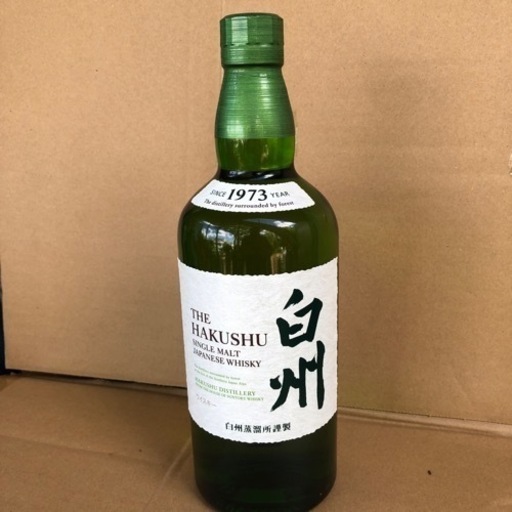 SINCE 1973 YEAR
The distillery surrounded by forest
THE
HAKUSHU
SINGLE MALT
JAPANESE WHISKY
白州
HAKUSHU DISTILLERY
白州蒸溜所謹製